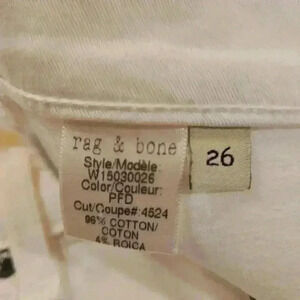 rag & bone
Style/Modèle:
W15030026
Color/Couleur:
PFD
Cut/Coupe#: 4524
96% COTTON/
COTON
4% ROICA
26